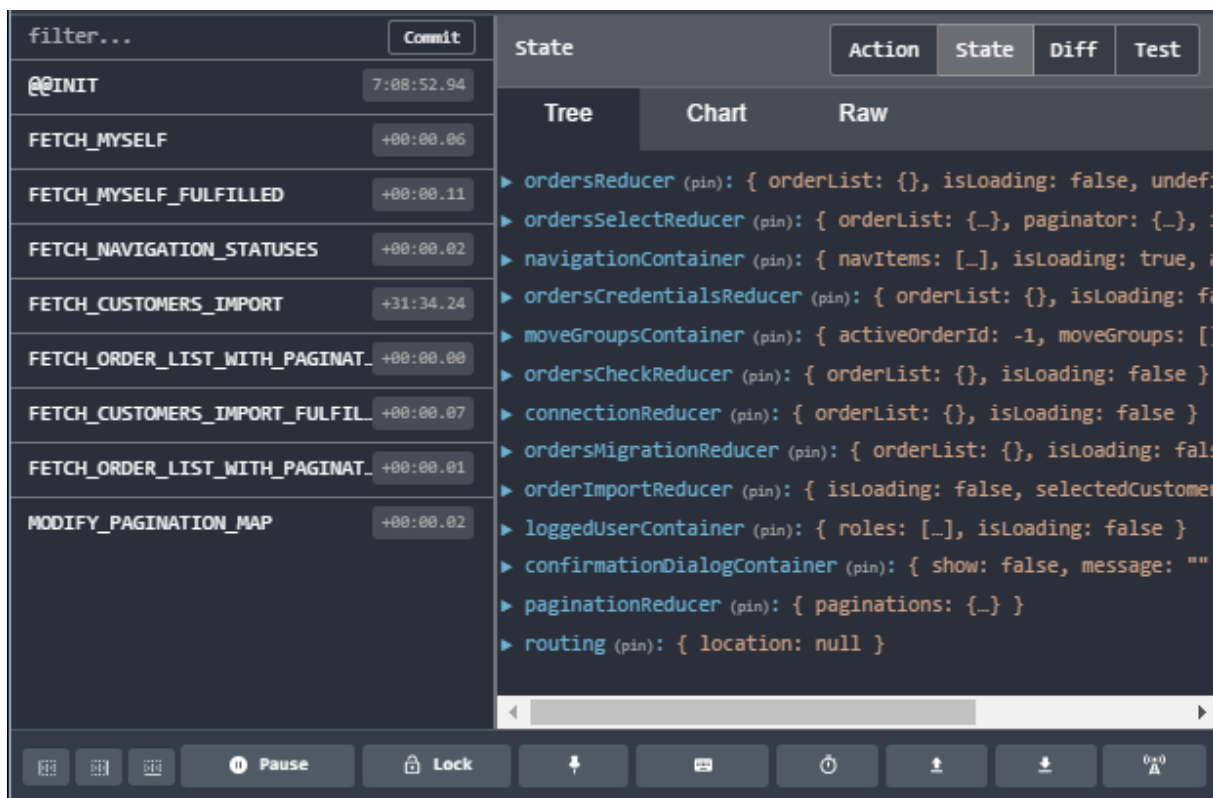 filter...
Commit
@@INIT
7:08:52.94
FETCH_MYSELF
+00:00.06
FETCH_MYSELF_FULFILLED
+00:00.11
FETCH_NAVIGATION_STATUSES
+00:00.02
FETCH_CUSTOMERS_IMPORT
+31:34.24
FETCH_ORDER_LIST_WITH_PAGINAT…
+00:00.00
FETCH_CUSTOMERS_IMPORT_FULFIL…
+00:00.07
FETCH_ORDER_LIST_WITH_PAGINAT…
+00:00.01
MODIFY_PAGINATION_MAP
+00:00.02
State
Action State Diff Test
Tree Chart Raw
ordersReducer (pin): { orderList: {}, isLoading: false, undef
ordersSelectReducer (pin): { orderList: {…}, paginator: {…},
navigationContainer (pin): { navItems: […], isLoading: true,
ordersCredentialsReducer (pin): { orderList: {}, isLoading: fa
moveGroupsContainer (pin): { activeOrderId: -1, moveGroups: []
ordersCheckReducer (pin): { orderList: {}, isLoading: false }
connectionReducer (pin): { orderList: {}, isLoading: false }
ordersMigrationReducer (pin): { orderList: {}, isLoading: fals
orderImportReducer (pin): { isLoading: false, selectedCustomer
loggedUserContainer (pin): { roles: […], isLoading: false }
confirmationDialogContainer (pin): { show: false, message: ""
paginationReducer (pin): { paginations: {…} }
routing (pin): { location: null }
Pause
Lock